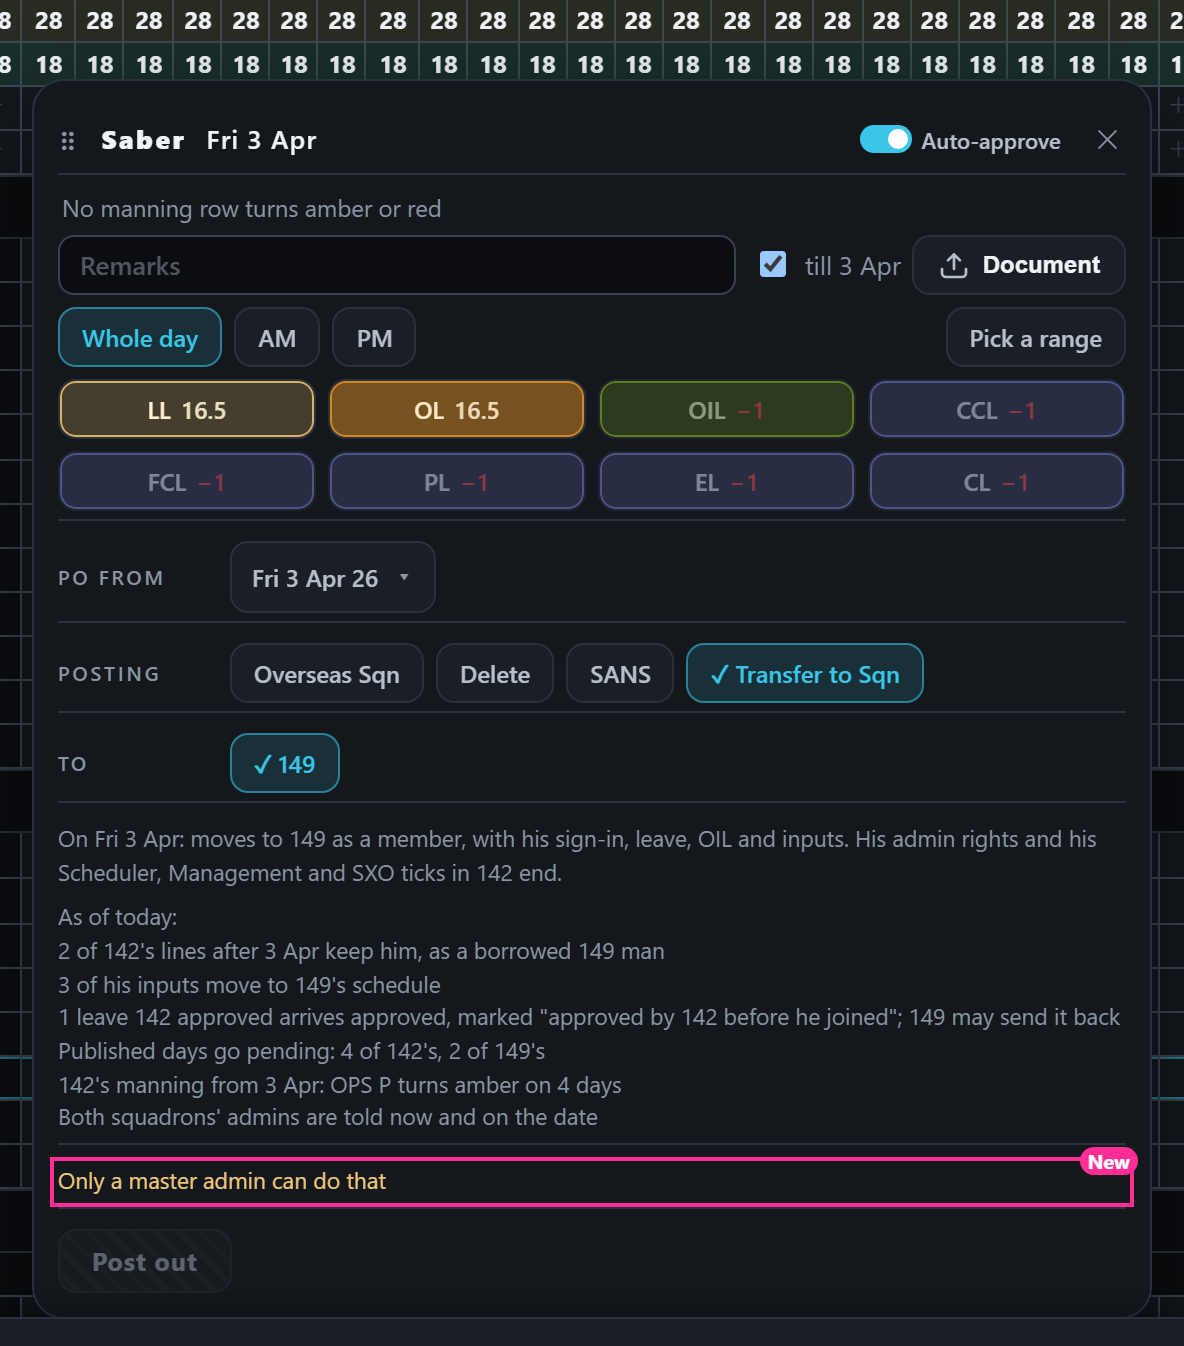 8 28 28 28 28 28 28 28 28 28 28 28 28 28 28 28 28 28 28 28 28 28 28 2
8 18 18 18 18 18 18 18 18 18 18 18 18 18 18 18 18 18 18 18 18 18 18 1
Saber Fri 3 Apr Auto-approve
No manning row turns amber or red
Remarks till 3 Apr Document
Whole day AM PM Pick a range
LL 16.5 OL 16.5 OIL −1 CCL −1
FCL −1 PL −1 EL −1 CL −1
PO FROM Fri 3 Apr 26
POSTING Overseas Sqn Delete SANS ✓ Transfer to Sqn
TO ✓ 149
On Fri 3 Apr: moves to 149 as a member, with his sign-in, leave, OIL and inputs. His admin rights and his
Scheduler, Management and SXO ticks in 142 end.
As of today:
2 of 142's lines after 3 Apr keep him, as a borrowed 149 man
3 of his inputs move to 149's schedule
1 leave 142 approved arrives approved, marked "approved by 142 before he joined"; 149 may send it back
Published days go pending: 4 of 142's, 2 of 149's
142's manning from 3 Apr: OPS P turns amber on 4 days
Both squadrons' admins are told now and on the date
New
Only a master admin can do that
Post out